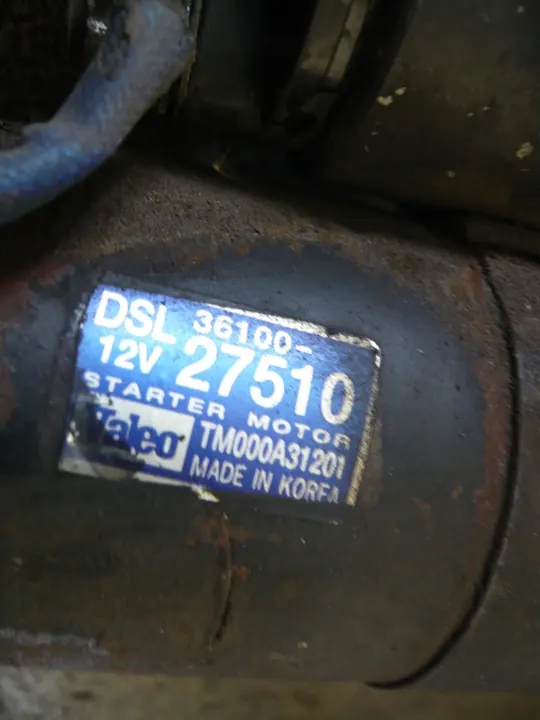 DSL 36100-
12V 27510
STARTER MOTOR
Valeo TM000A31201
MADE IN KOREA